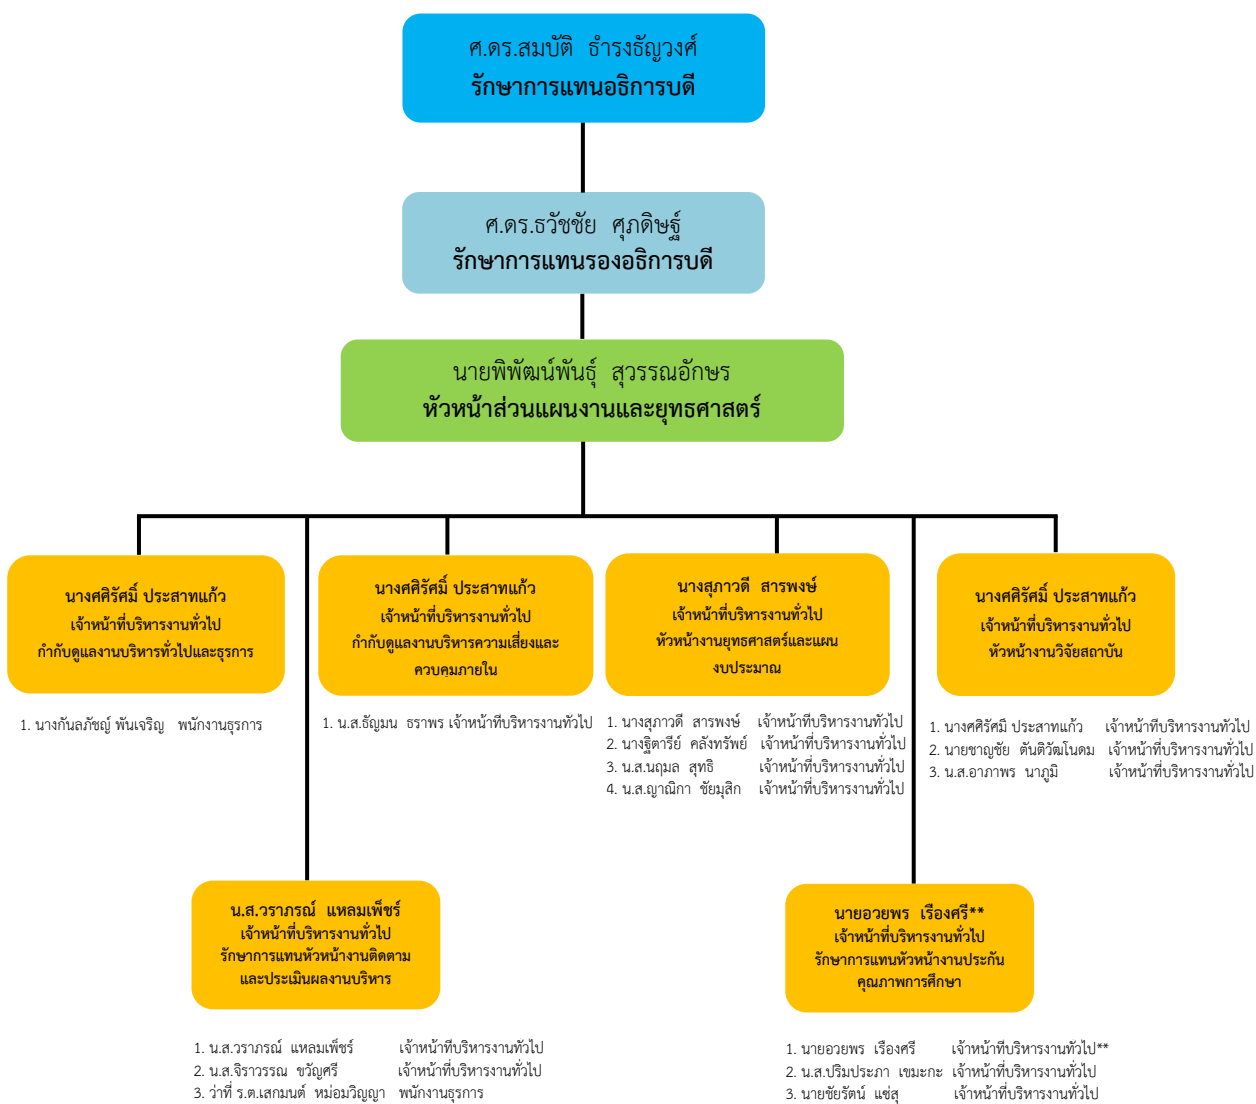 ศ.ดร.สมบัติ ธำรงธัญวงศ์
รักษาการแทนอธิการบดี
ศ.ดร.ธวัชชัย ศุภดิษฐ์
รักษาการแทนรองอธิการบดี
นายพิพัฒน์พันธุ์ สุวรรณอักษร
หัวหน้าส่วนแผนงานและยุทธศาสตร์
นางศศิรัศมิ์ ประสาทแก้ว
เจ้าหน้าที่บริหารงานทั่วไป
กำกับดูแลงานบริหารทั่วไปและธุรการ
1. นางกันลภัชญ์ พันเจริญ พนักงานธุรการ
นางศศิรัศมิ์ ประสาทแก้ว
เจ้าหน้าที่บริหารงานทั่วไป
กำกับดูแลงานบริหารความเสี่ยงและ
ควบคุมภายใน
1. น.ส.ธัญมน ธราพร เจ้าหน้าที่บริหารงานทั่วไป
นางสุภาวดี สารพงษ์
เจ้าหน้าที่บริหารงานทั่วไป
หัวหน้างานยุทธศาสตร์และแผน
งบประมาณ
1. นางสุภาวดี สารพงษ์ เจ้าหน้าที่บริหารงานทั่วไป
2. นางฐิตารีย์ คลังทรัพย์ เจ้าหน้าที่บริหารงานทั่วไป
3. น.ส.นฤมล สุทธิ เจ้าหน้าที่บริหารงานทั่วไป
4. น.ส.ญาณิกา ชัยมุสิก เจ้าหน้าที่บริหารงานทั่วไป
นางศศิรัศมิ์ ประสาทแก้ว
เจ้าหน้าที่บริหารงานทั่วไป
หัวหน้างานวิจัยสถาบัน
1. นางศศิรัศมิ์ ประสาทแก้ว เจ้าหน้าที่บริหารงานทั่วไป
2. นายชาญชัย ตันติวัฒโนดม เจ้าหน้าที่บริหารงานทั่วไป
3. น.ส.อาภาพร นาภูมิ เจ้าหน้าที่บริหารงานทั่วไป
น.ส.วราภรณ์ แหลมเพ็ชร์
เจ้าหน้าที่บริหารงานทั่วไป
รักษาการแทนหัวหน้างานติดตาม
และประเมินผลงานบริหาร
1. น.ส.วราภรณ์ แหลมเพ็ชร์ เจ้าหน้าที่บริหารงานทั่วไป
2. น.ส.จิราวรรณ ขวัญศรี เจ้าหน้าที่บริหารงานทั่วไป
3. ว่าที่ ร.ต.เสกมนต์ หม่อมวิญญา พนักงานธุรการ
นายอวยพร เรืองศรี**
เจ้าหน้าที่บริหารงานทั่วไป
รักษาการแทนหัวหน้างานประกัน
คุณภาพการศึกษา
1. นายอวยพร เรืองศรี เจ้าหน้าที่บริหารงานทั่วไป**
2. น.ส.ปริมประภา เขมะกะ เจ้าหน้าที่บริหารงานทั่วไป
3. นายชัยรัตน์ แซ่สุ เจ้าหน้าที่บริหารงานทั่วไป